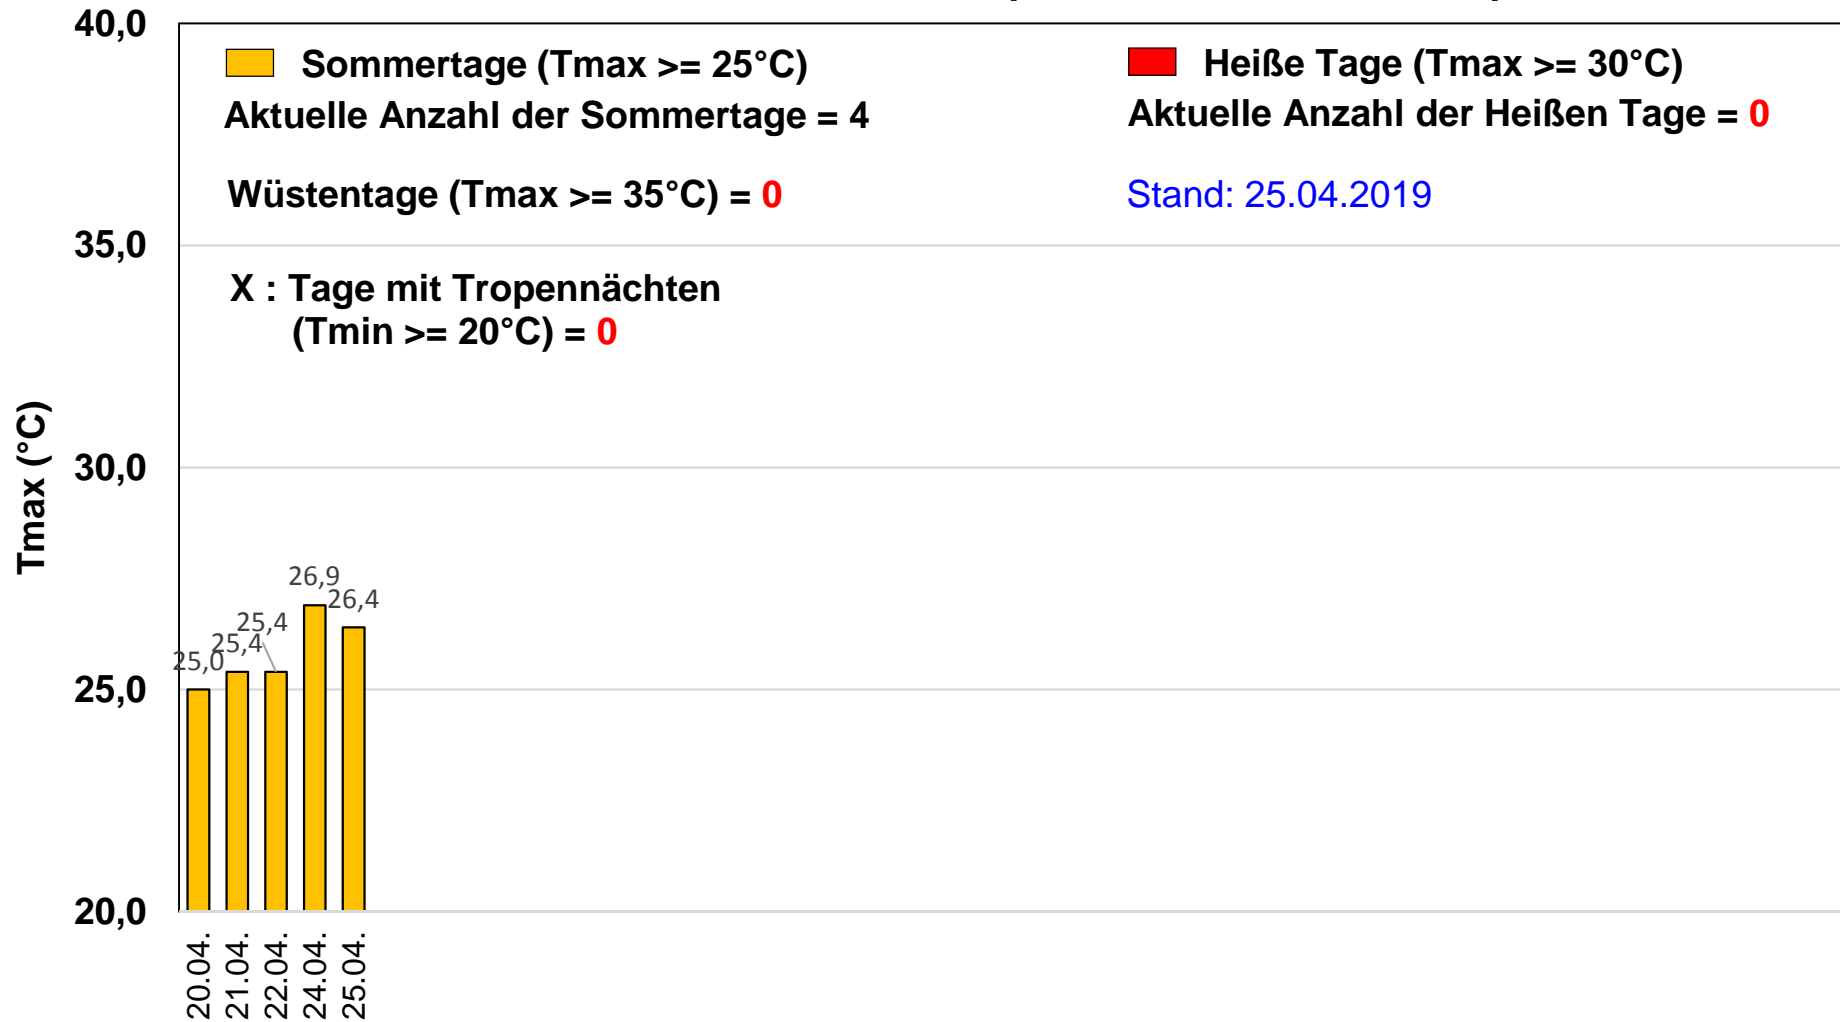 40,0
Sommertage (Tmax >= 25°C)
Heiße Tage (Tmax >= 30°C)
Aktuelle Anzahl der Sommertage = 4
Aktuelle Anzahl der Heißen Tage = 0
Wüstentage (Tmax >= 35°C) = 0
Stand: 25.04.2019
35,0
X : Tage mit Tropennächten
(Tmin >= 20°C) = 0
30,0
Tmax (°C)
26,9
26,4
25,4
25,4
25,0
25,0
20,0
20.04.
21.04.
22.04.
24.04.
25.04.